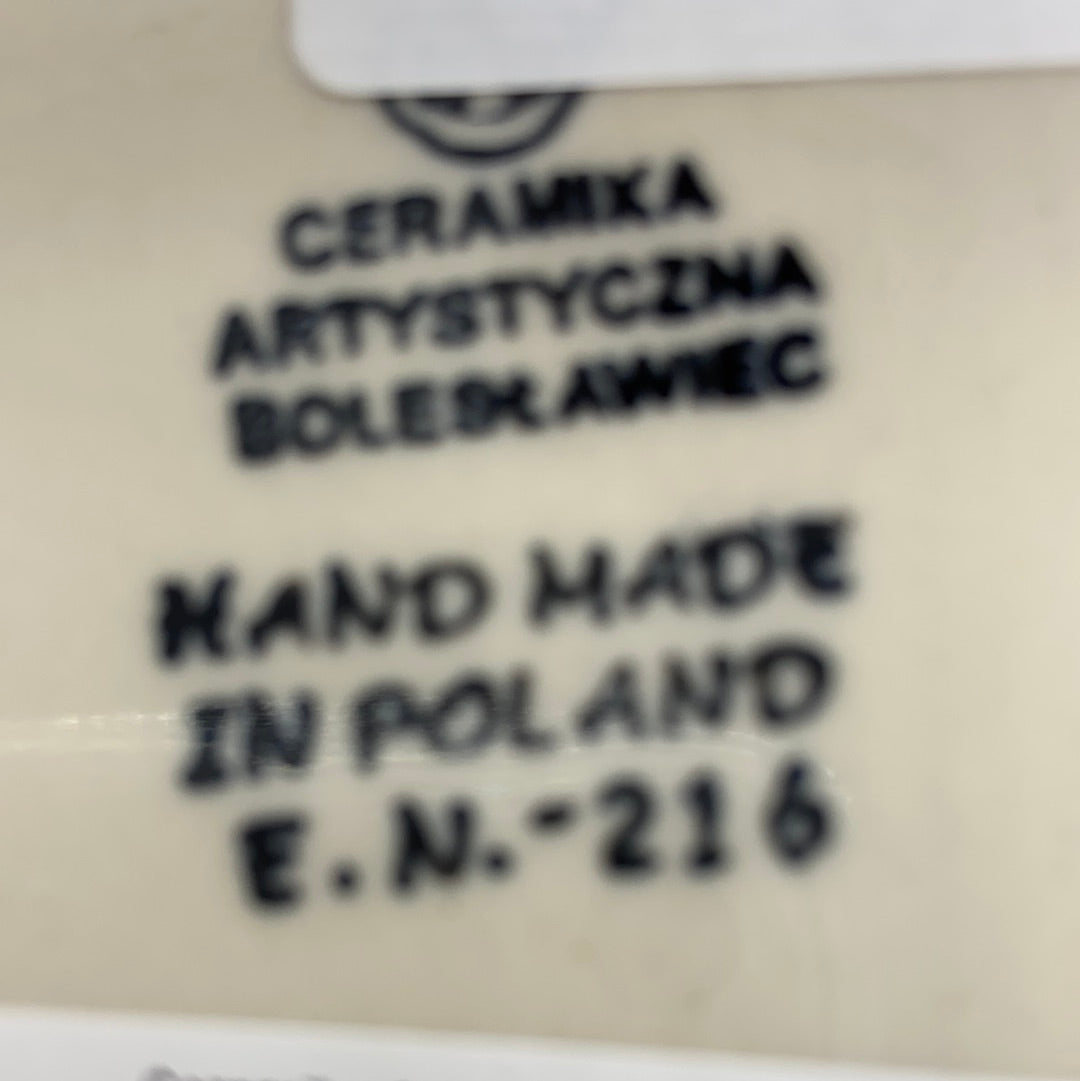 CERAMIKA
ARTYSTYCZNA
BOLESŁAWIEC
HAND MADE
IN POLAND
E.N.-216